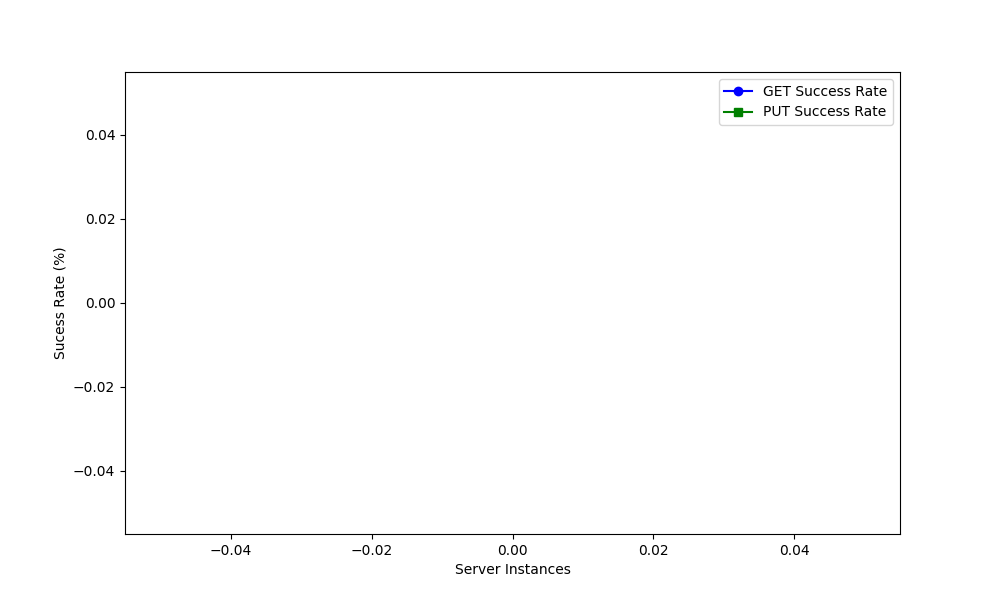 GET Success Rate
PUT Success Rate
0.04
0.02
0.00
−0.02
−0.04
Sucess Rate (%)
−0.04
−0.02
0.00
0.02
0.04
Server Instances